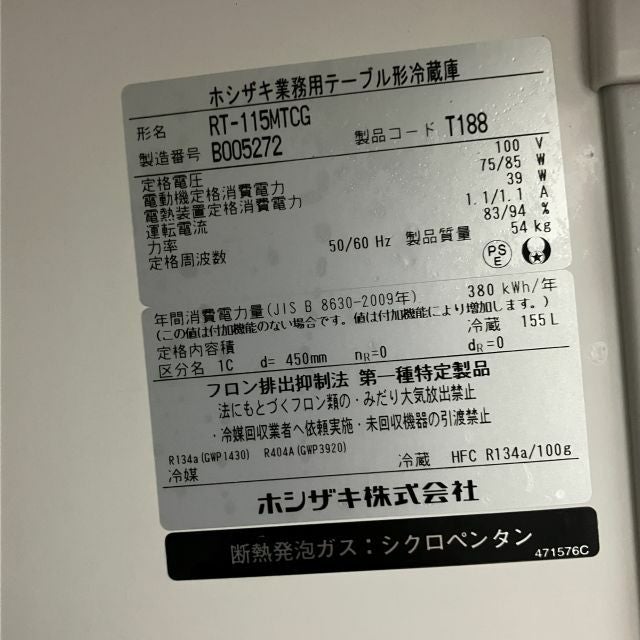 ホシザキ業務用テーブル形冷蔵庫
形名 RT-115MTCG
製造番号 B005272 製品コード T188
定格電圧 100 V
電動機定格消費電力 75/85 W
電熱装置定格消費電力 39 W
運転電流 1.1/1.1 A
力率 83/94 %
定格周波数 50/60 Hz 製品質量 54 kg
PS
E
年間消費電力量(JIS B 8630-2009年) 380 kWh/年
(この値は付加機能のない場合です。値は付加機能により増加します。)
定格内容積 冷蔵 155 L
区分名 1C d= 450mm nR=0 dR=0
フロン排出抑制法 第一種特定製品
法にもとづくフロン類の・みだり大気放出禁止
・冷媒回収業者へ依頼実施・未回収機器の引渡禁止
R134a(GWP1430) R404A(GWP3920)
冷媒 冷蔵 HFC R134a/100g
ホシザキ株式会社
断熱発泡ガス：シクロペンタン
471576C